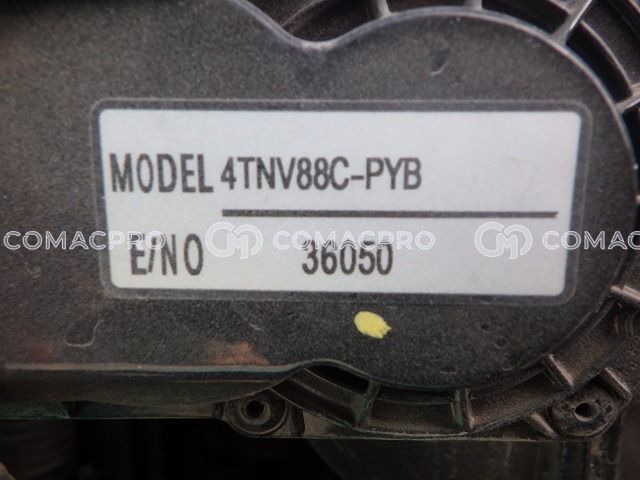 MODEL 4TNV88C-PYB
COMACPRO COMACPRO COMACPRO
E/NO 36050